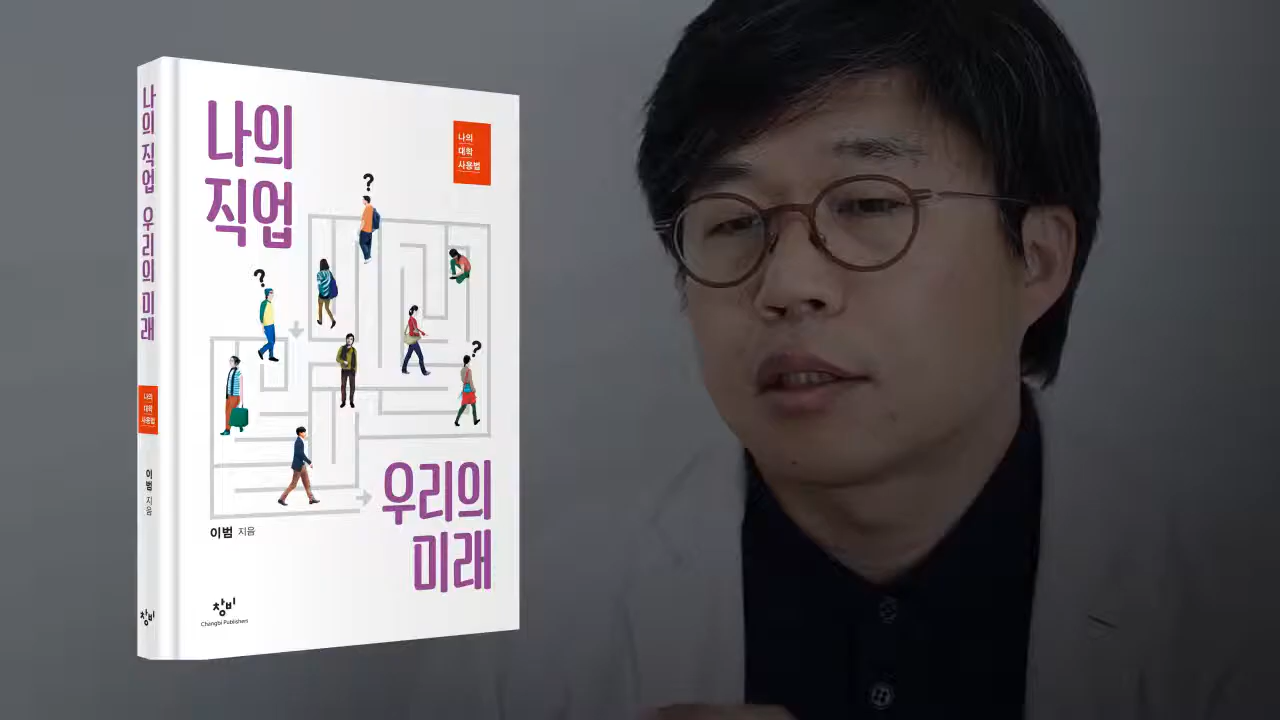 나의
직업
우리의
미래
나의
대학
사용법
이범 지음
창비
Changbi Publishers
나의 직업 우리의 미래
나의
대학
사용법
이범 지음
창비